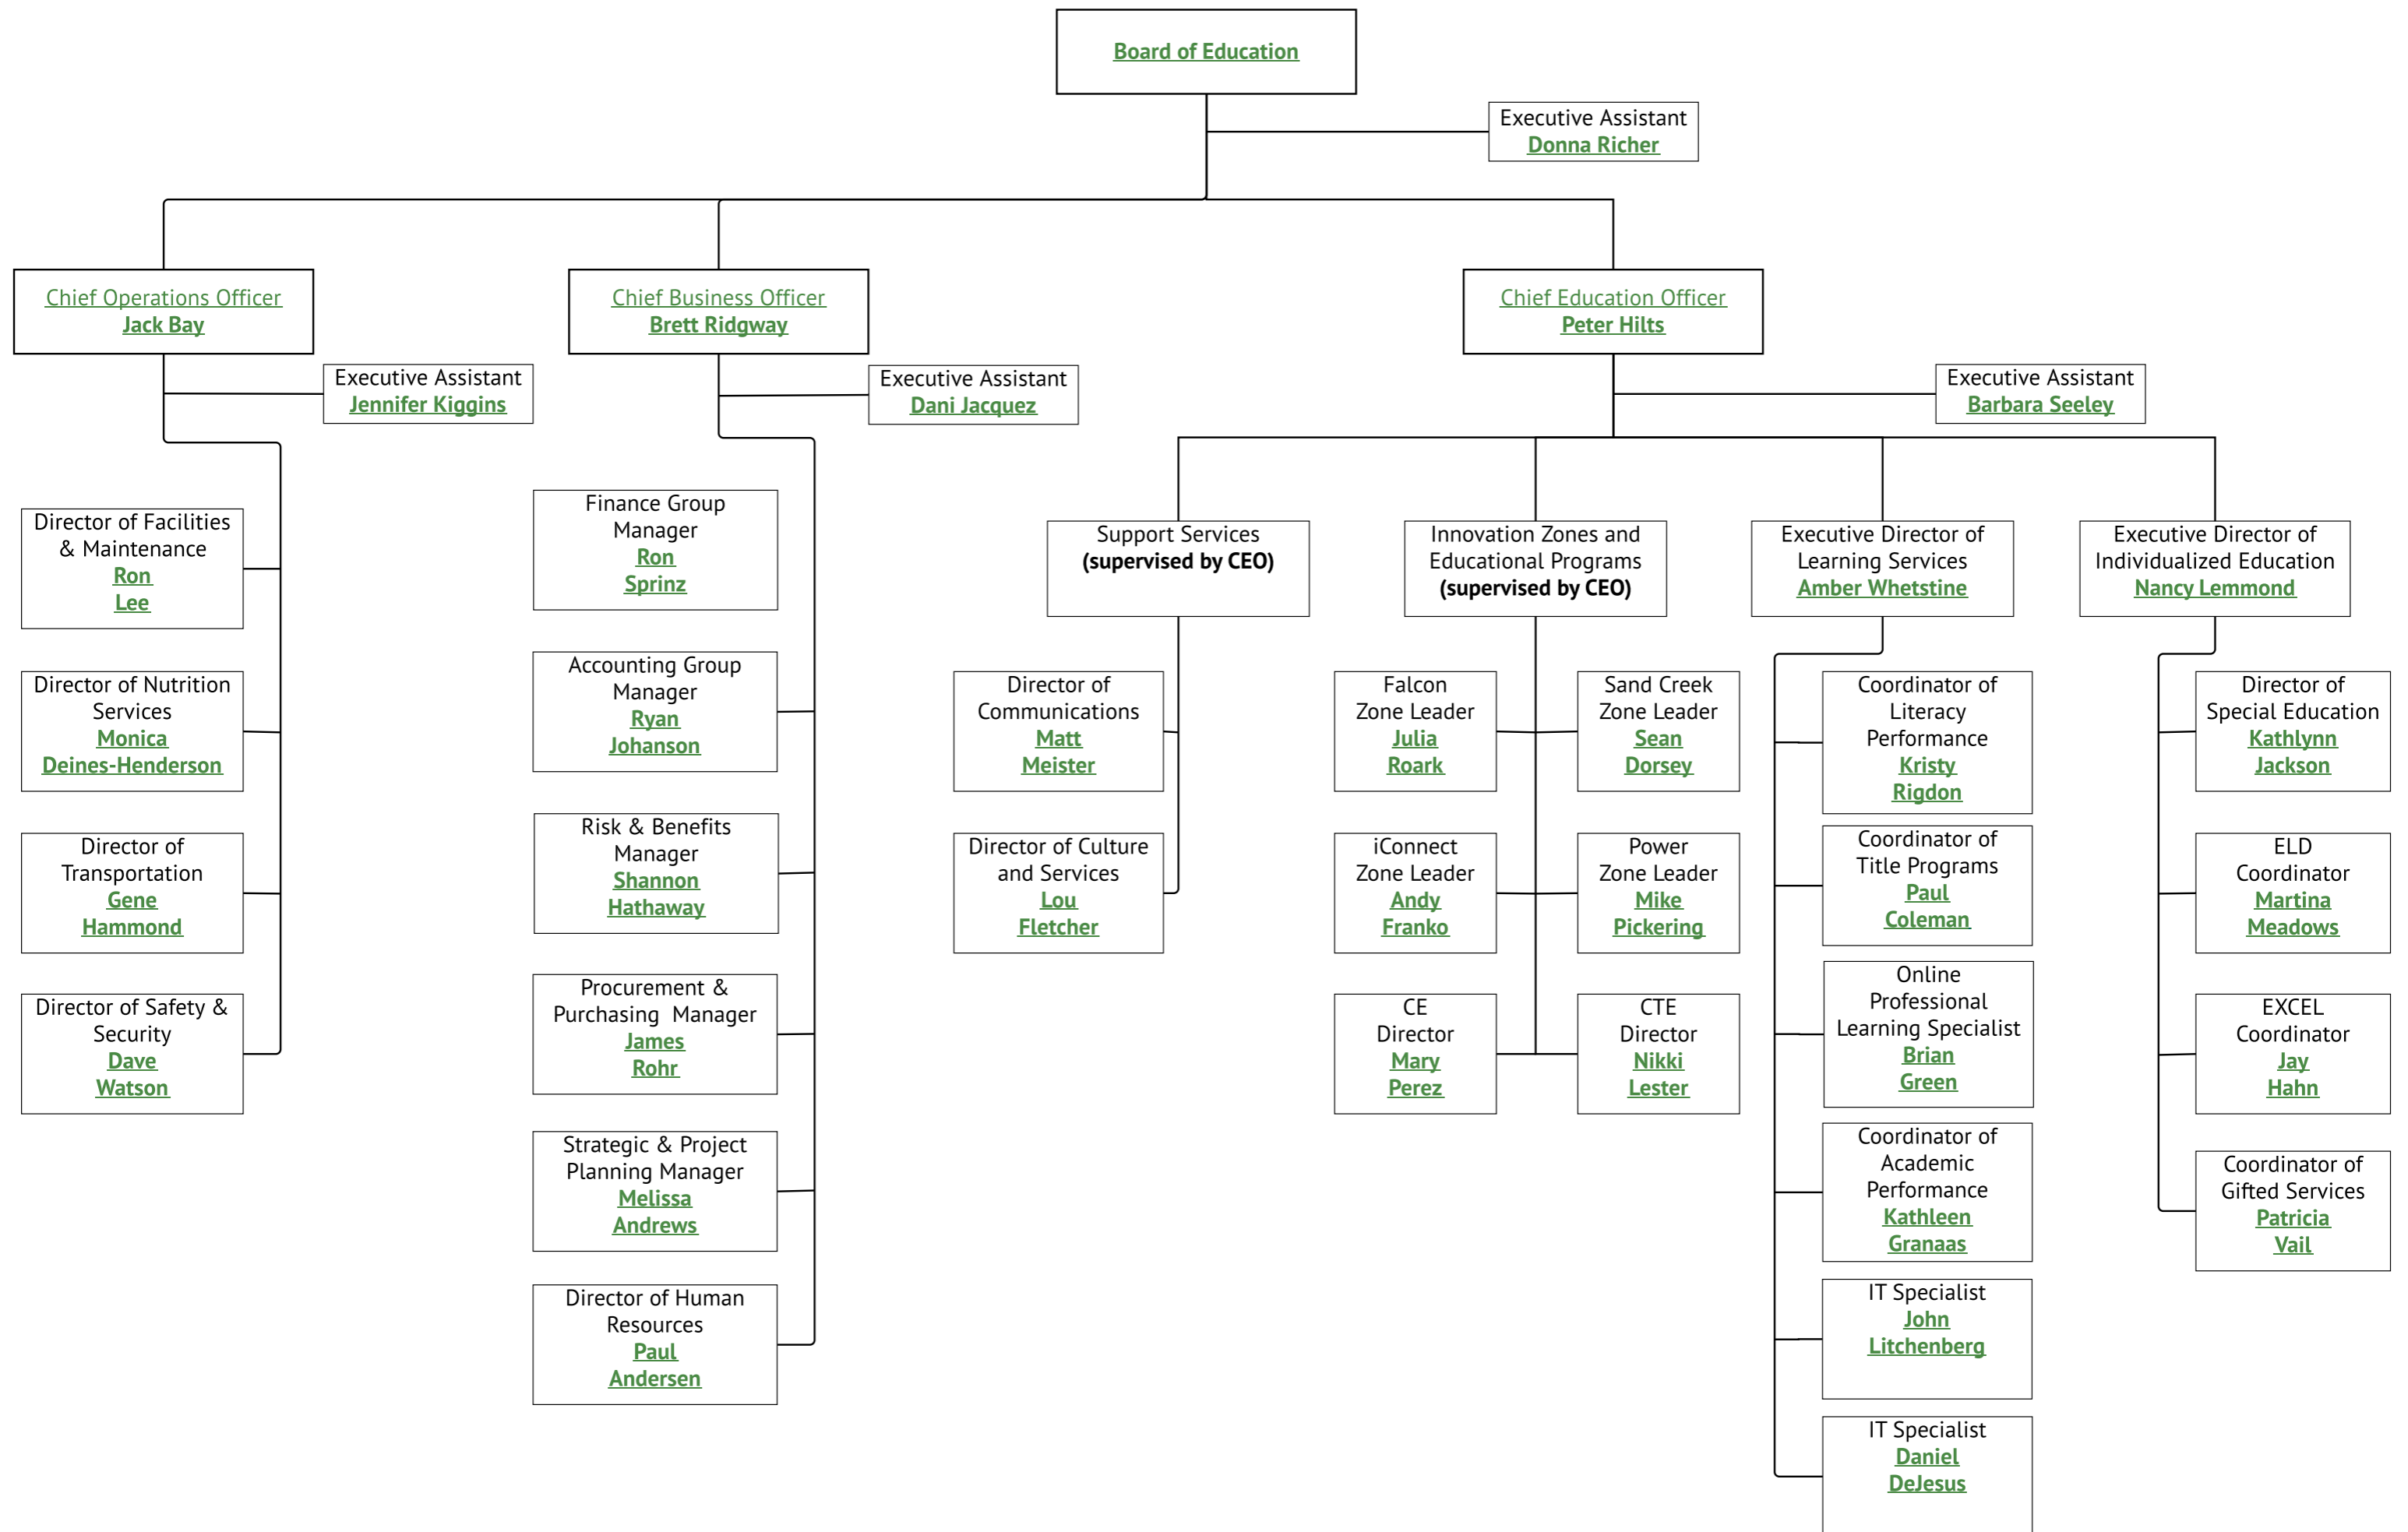 Board of Education
Executive Assistant
Donna Richer
Chief Operations Officer
Jack Bay
Chief Business Officer
Brett Ridgway
Chief Education Officer
Peter Hilts
Executive Assistant
Jennifer Kiggins
Executive Assistant
Dani Jacquez
Executive Assistant
Barbara Seeley
Director of Facilities
& Maintenance
Ron
Lee
Director of Nutrition
Services
Monica
Deines-Henderson
Director of
Transportation
Gene
Hammond
Director of Safety &
Security
Dave
Watson
Finance Group
Manager
Ron
Sprinz
Accounting Group
Manager
Ryan
Johanson
Risk & Benefits
Manager
Shannon
Hathaway
Procurement &
Purchasing  Manager
James
Rohr
Strategic & Project
Planning Manager
Melissa
Andrews
Director of Human
Resources
Paul
Andersen
Support Services
(supervised by CEO)
Director of
Communications
Matt
Meister
Director of Culture
and Services
Lou
Fletcher
Innovation Zones and
Educational Programs
(supervised by CEO)
Falcon
Zone Leader
Julia
Roark
Sand Creek
Zone Leader
Sean
Dorsey
iConnect
Zone Leader
Andy
Franko
Power
Zone Leader
Mike
Pickering
CE
Director
Mary
Perez
CTE
Director
Nikki
Lester
Executive Director of
Learning Services
Amber Whetstine
Coordinator of
Literacy
Performance
Kristy
Rigdon
Coordinator of
Title Programs
Paul
Coleman
Online
Professional
Learning Specialist
Brian
Green
Coordinator of
Academic
Performance
Kathleen
Granaas
IT Specialist
John
Litchenberg
IT Specialist
Daniel
DeJesus
Executive Director of
Individualized Education
Nancy Lemmond
Director of
Special Education
Kathlynn
Jackson
ELD
Coordinator
Martina
Meadows
EXCEL
Coordinator
Jay
Hahn
Coordinator of
Gifted Services
Patricia
Vail